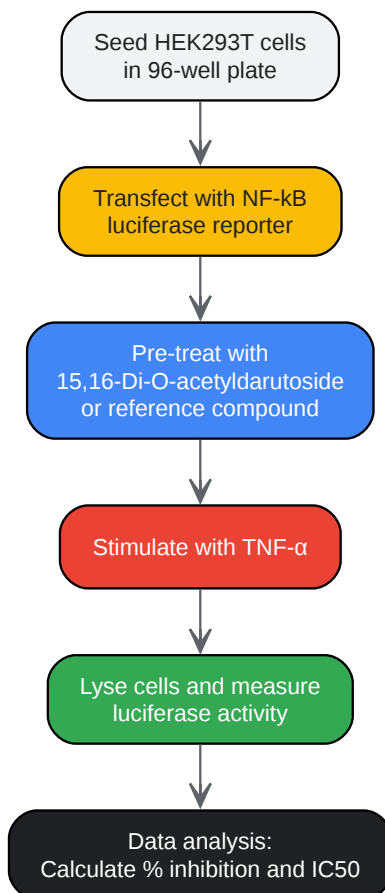 Seed HEK293T cells
in 96-well plate
Transfect with NF-kB
luciferase reporter
Pre-treat with
15,16-Di-O-acetyldarutoside
or reference compound
Stimulate with TNF-α
Lyse cells and measure
luciferase activity
Data analysis:
Calculate % inhibition and IC50